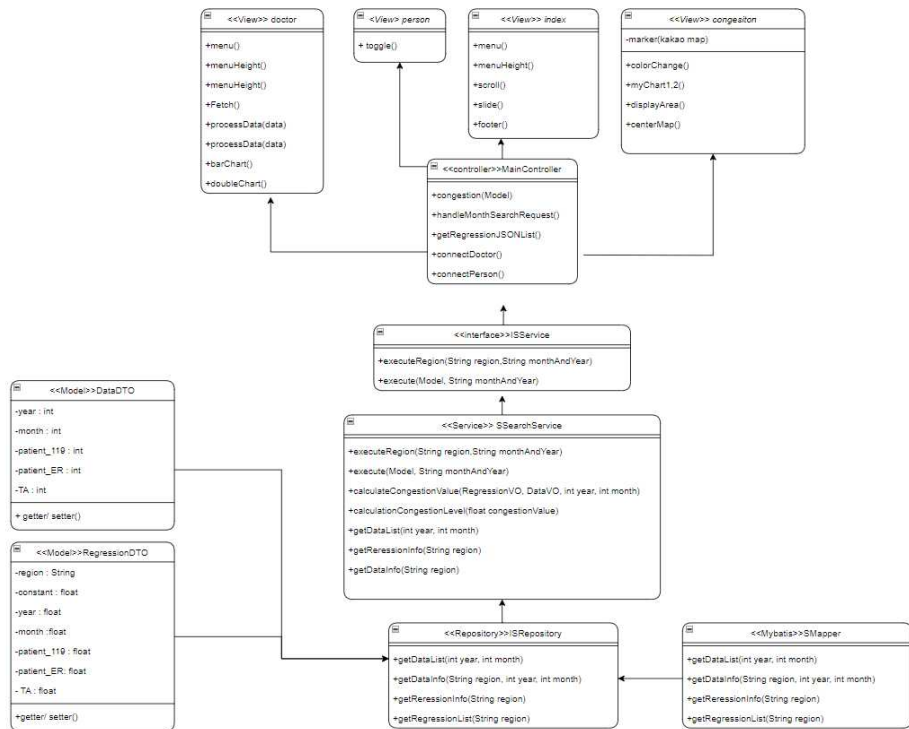 <<View>> doctor
+menu()
+menuHeight()
+menuHeight()
+Fetch()
+processData(data)
+processData(data)
+barChart()
+doubleChart()
<View> person
+ toggle()
<<View>> index
+menu()
+menuHeight()
+scroll()
+slide()
+footer()
<<View>> congesiton
-marker(kakao map)
+colorChange()
+myChart1,2()
+displayArea()
+centerMap()
<<controller>>MainController
+congestion(Model)
+handleMonthSearchRequest()
+getRegressionJSONList()
+connectDoctor()
+connectPerson()
<<interface>>ISService
+executeRegion(String region,String monthAndYear)
+execute(Model, String monthAndYear)
<<Model>>DataDTO
-year : int
-month : int
-patient_119 : int
-patient_ER : int
-TA : int
+ getter/ setter()
<<Service>> SSearchService
+executeRegion(String region,String monthAndYear)
+execute(Model, String monthAndYear)
+calculateCongestionValue(RegressionVO, DataVO, int year, int month)
+calculationCongestionLevel(float congestionValue)
+getDataList(int year, int month)
+getReressionInfo(String region)
+getDataInfo(String region)
<<Model>>RegressionDTO
-region : String
-constant : float
-year : float
-month :float
-patient_119 : float
-patient_ER: float
- TA : float
+getter/ setter()
<<Repository>>ISRepository
+getDataList(int year, int month)
+getDataInfo(String region, int year, int month)
+getReressionInfo(String region)
+getRegressionList(String region)
<<Mybatis>>SMapper
+getDataList(int year, int month)
+getDataInfo(String region, int year, int month)
+getReressionInfo(String region)
+getRegressionList(String region)